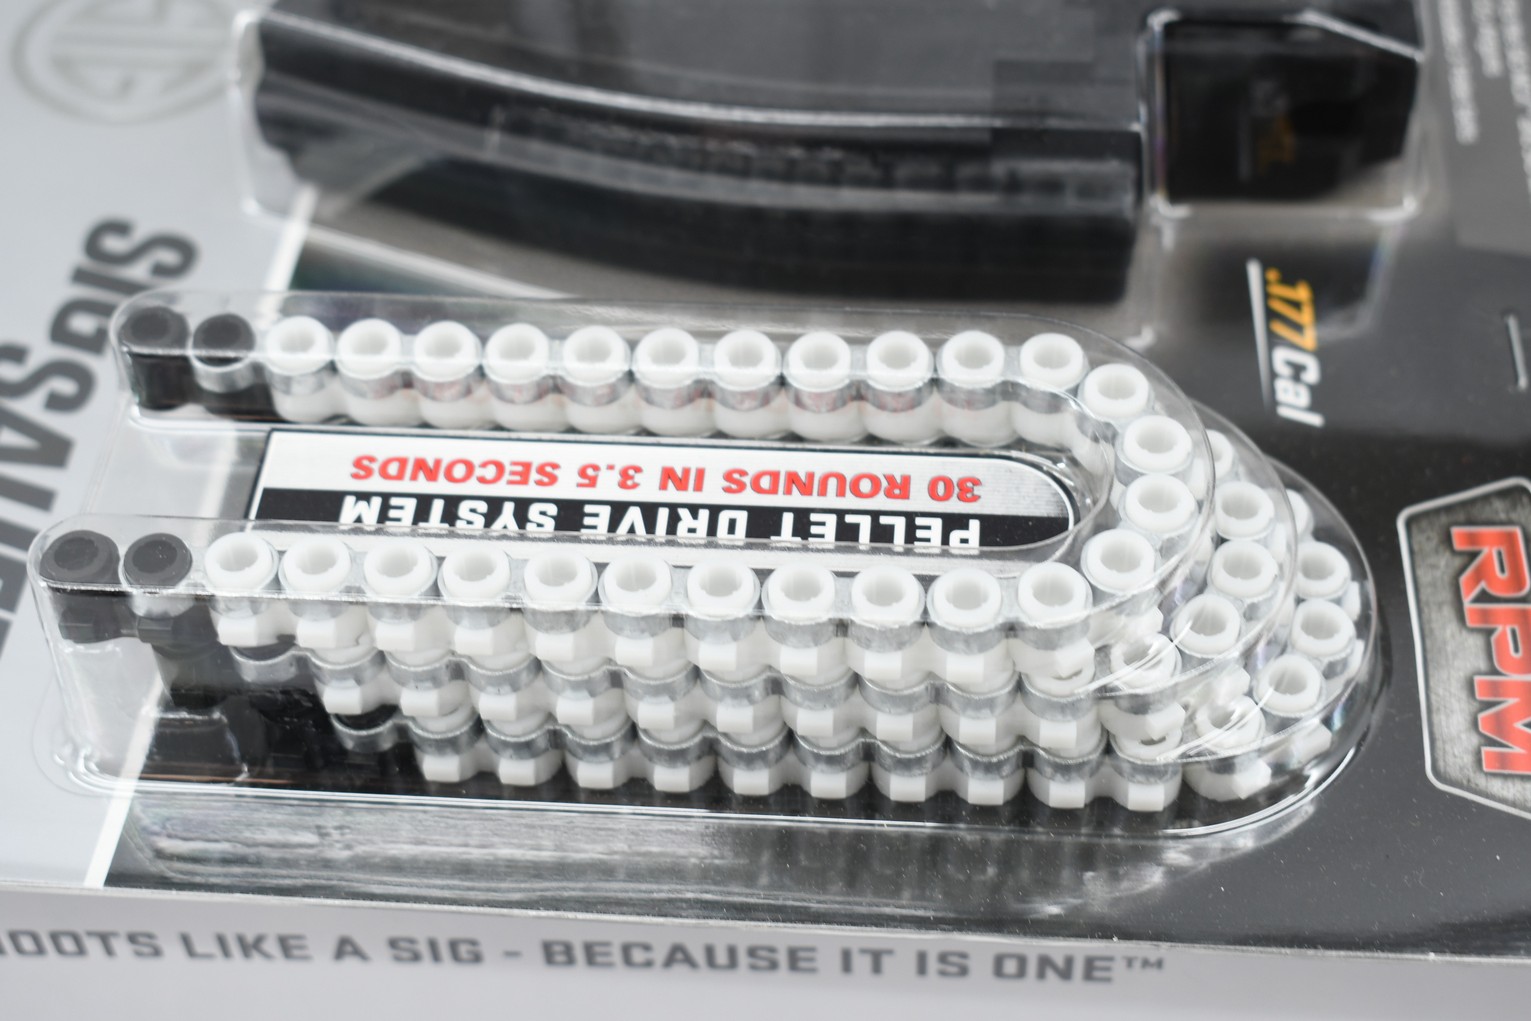 SIG SAUER
.177 Cal
PELLET DRIVE SYSTEM
30 ROUNDS IN 3.5 SECONDS
RPM
LIKE A SIG - BECAUSE IT IS ONE™